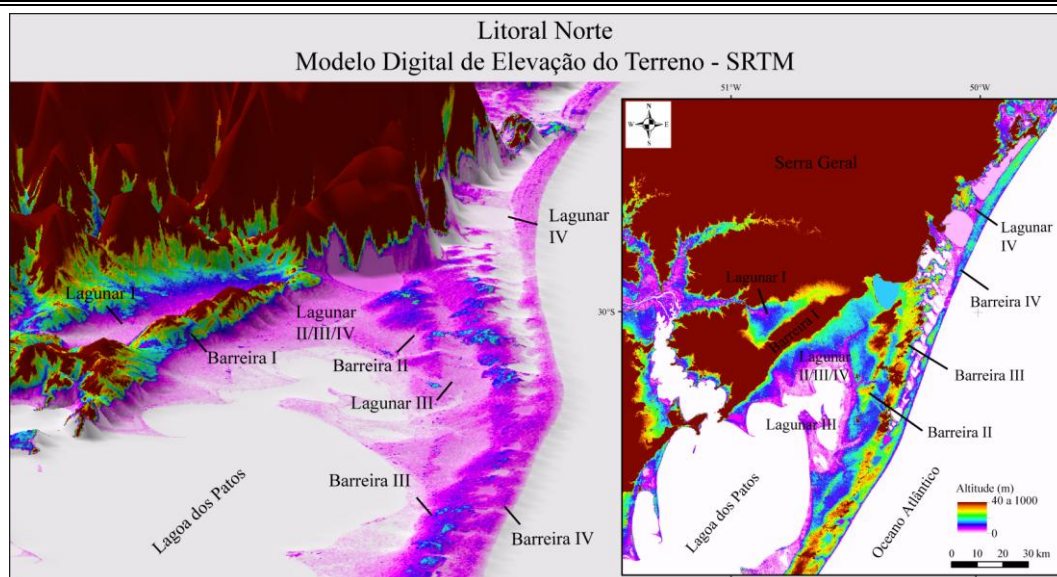 Litoral Norte
Modelo Digital de Elevação do Terreno - SRTM
Lagunar
IV
Lagunar I
Lagunar
II/III/IV
Barreira I
Barreira II
Lagunar III
Barreira III
Lagoa dos Patos
Barreira IV
51°W
50°W
N
W
E
S
Serra Geral
Lagunar
IV
Lagunar I
Barreira IV
30°S
Barreira I
Lagunar
II/III/IV
Barreira III
Lagunar III
Barreira II
Lagoa dos Patos
Oceano Atlântico
Altitude (m)
40 a 1000
0
0 10 20 30 km